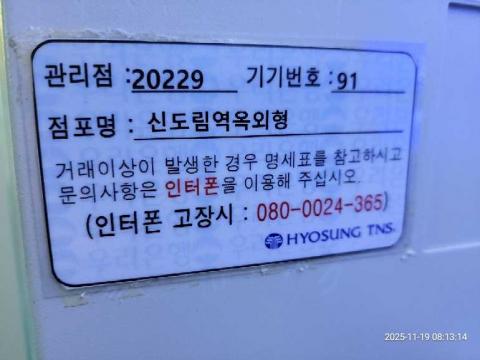 관리점 :20229 기기번호 :91
점포명 : 신도림역옥외형
거래이상이 발생한 경우 명세표를 참고하시고
문의사항은 인터폰을 이용해 주십시오.
(인터폰 고장시 : 080-0024-365)
HYOSUNG TNS.
2025-11-19 08:13:14